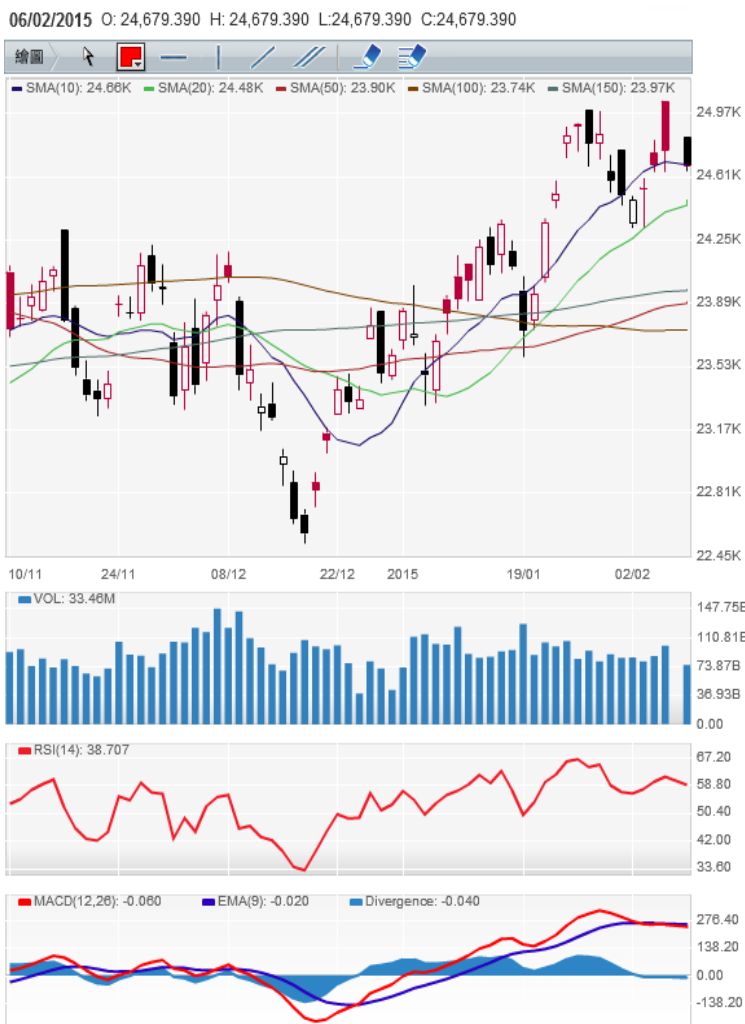 06/02/2015 O: 24,679.390 H: 24,679.390 L:24,679.390 C:24,679.390
繪圖
SMA(10): 24.66K SMA(20): 24.48K SMA(50): 23.90K SMA(100): 23.74K SMA(150): 23.97K
24.97K
24.61K
24.25K
23.89K
23.53K
23.17K
22.81K
22.45K
10/11 24/11 08/12 22/12 2015 19/01 02/02
VOL: 33.46M
147.75B
110.81B
73.87B
36.93B
0.00
RSI(14): 38.707
67.20
58.80
50.40
42.00
33.60
MACD(12,26): -0.060 EMA(9): -0.020 Divergence: -0.040
276.40
138.20
0.00
-138.20